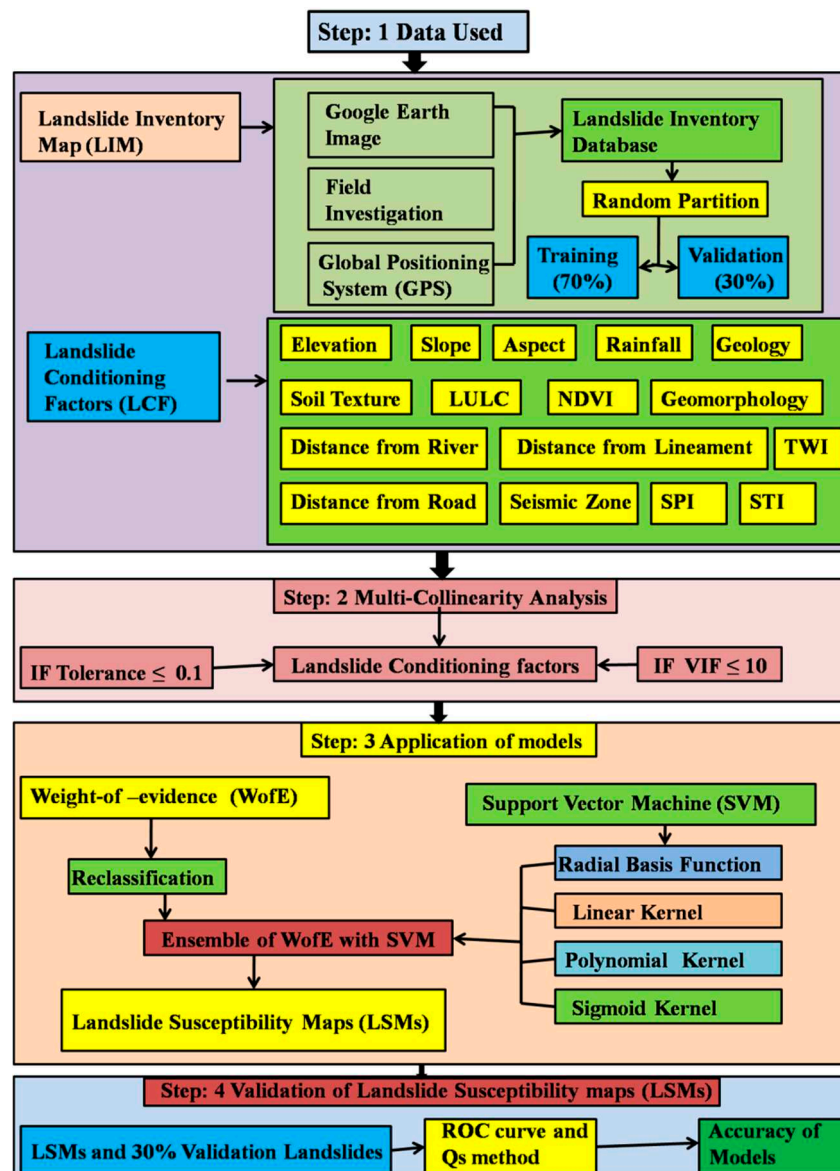 Step: 1 Data Used
Landslide Inventory
Map (LIM)
Google Earth
Image
Field
Investigation
Global Positioning
System (GPS)
Landslide Inventory
Database
Random Partition
Training
(70%)
Validation
(30%)
Landslide
Conditioning
Factors (LCF)
Elevation
Slope
Aspect
Rainfall
Geology
Soil Texture
LULC
NDVI
Geomorphology
Distance from River
Distance from Lineament
TWI
Distance from Road
Seismic Zone
SPI
STI
Step: 2 Multi-Collinearity Analysis
IF Tolerance ≤ 0.1
Landslide Conditioning factors
IF VIF ≤ 10
Step: 3 Application of models
Weight-of –evidence (WofE)
Support Vector Machine (SVM)
Reclassification
Radial Basis Function
Linear Kernel
Ensemble of WofE with SVM
Polynomial Kernel
Sigmoid Kernel
Landslide Susceptibility Maps (LSMs)
Step: 4 Validation of Landslide Susceptibility maps (LSMs)
LSMs and 30% Validation Landslides
ROC curve and
Qs method
Accuracy of
Models